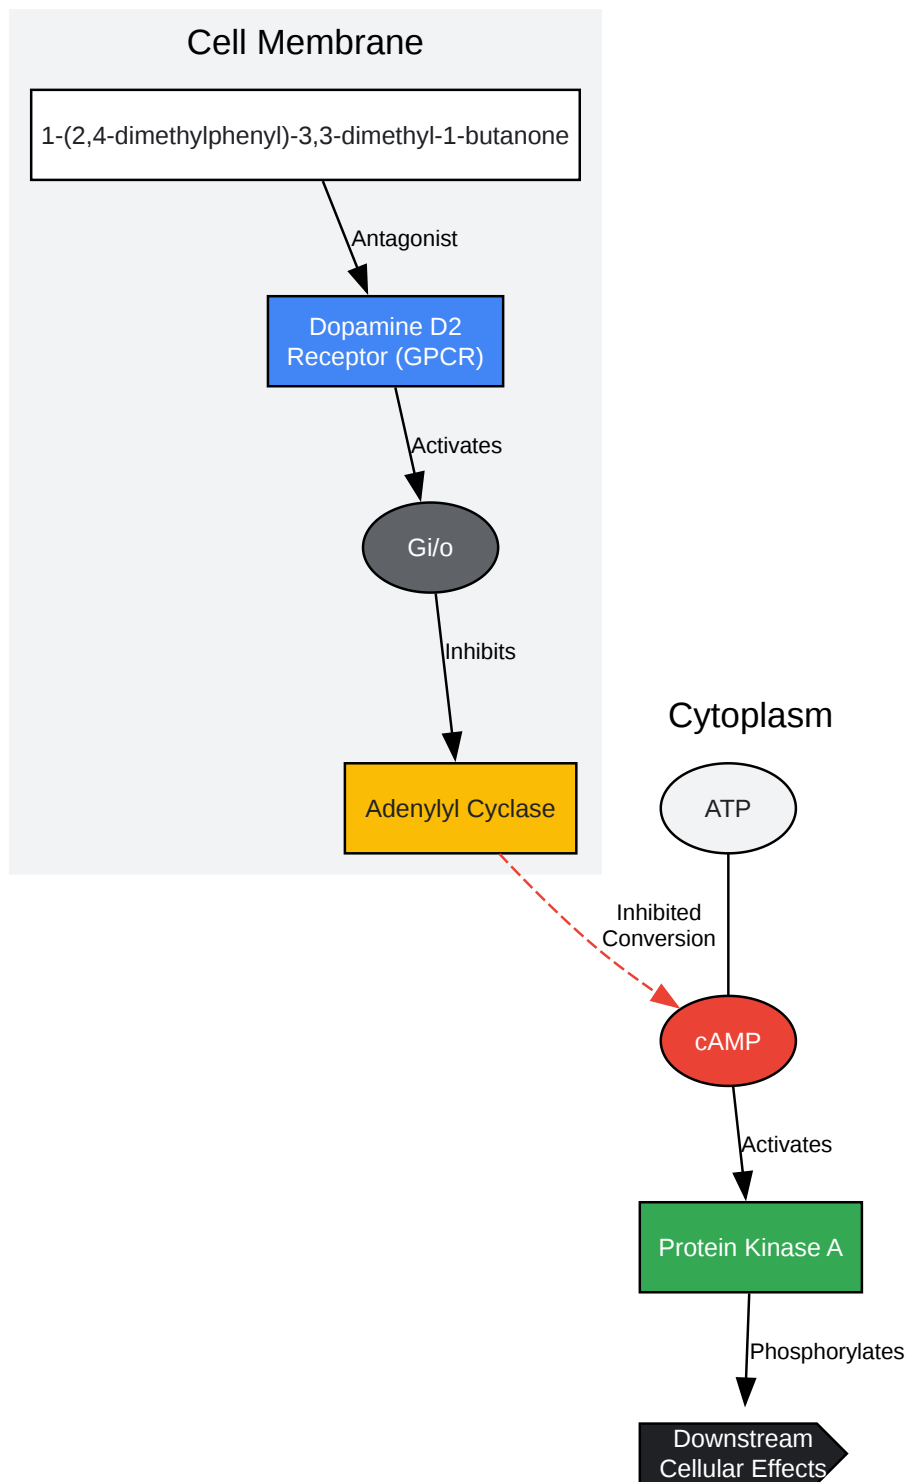 Cell Membrane
1-(2,4-dimethylphenyl)-3,3-dimethyl-1-butanone
Antagonist
Dopamine D2
Receptor (GPCR)
Activates
Gi/o
Inhibits
Cytoplasm
Adenylyl Cyclase
ATP
Inhibited
Conversion
cAMP
Activates
Protein Kinase A
Phosphorylates
Downstream
Cellular Effects